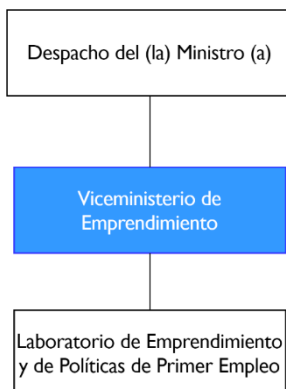 Despacho del (la) Ministro (a)
Viceministerio de
Emprendimiento
Laboratorio de Emprendimiento
y de Políticas de Primer Empleo